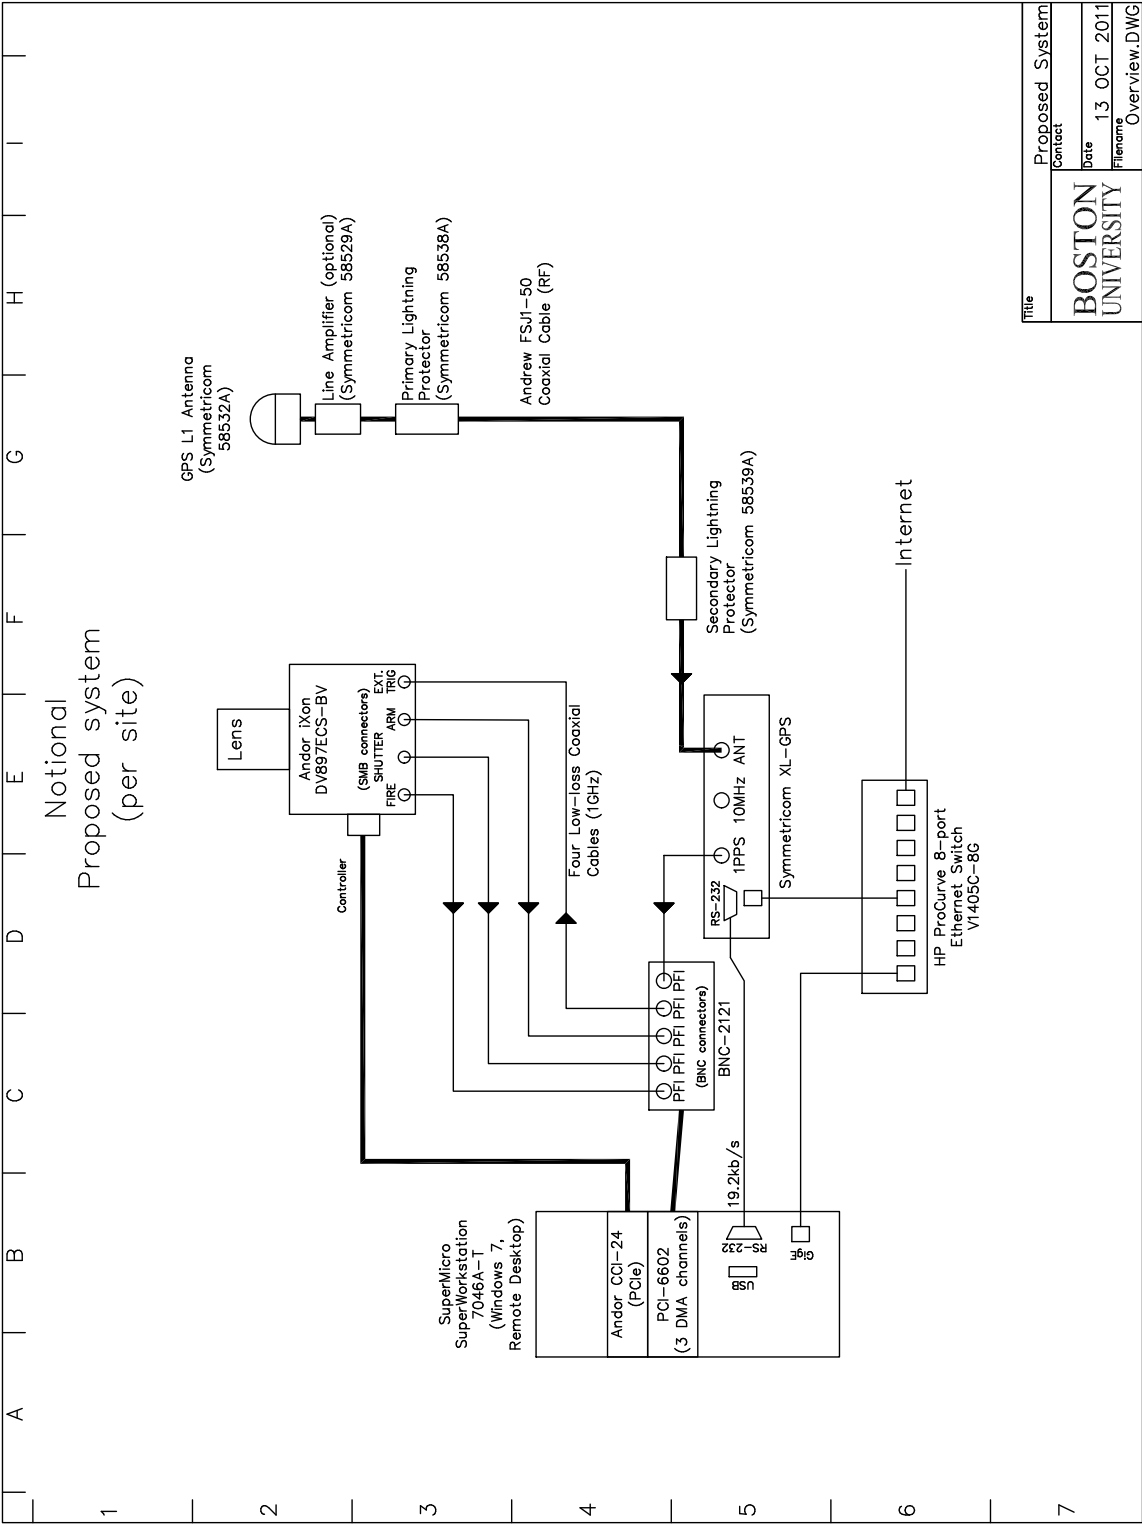 A
B
C
D
E
F
G
H
I
1
2
3
4
5
6
7
Notional
Proposed system
(per site)
GPS L1 Antenna
(Symmetricom
58532A)
Line Amplifier (optional)
(Symmetricom 58529A)
Primary Lightning
Protector
(Symmetricom 58538A)
Andrew FSJ1-50
Coaxial Cable (RF)
Lens
Andor iXon
DV897ECS-BV
(SMB connectors)
FIRE
SHUTTER
ARM
EXT.
TRIG
Controller
Four Low-loss Coaxial
Cables (1GHz)
Secondary Lightning
Protector
(Symmetricom 58539A)
SuperMicro
SuperWorkstation
7046A-T
(Windows 7,
Remote Desktop)
Andor CCI-24
(PCIe)
PCI-6602
(3 DMA channels)
USB
RS-232
GigE
19.2kb/s
PFI PFI PFI PFI PFI
(BNC connectors)
BNC-2121
RS-232
1PPS 10MHz ANT
Symmetricom XL-GPS
HP ProCurve 8-port
Ethernet Switch
V1405C-8G
Internet
Title
Proposed System
BOSTON
UNIVERSITY
Contact
Date
13 OCT 2011
Filename
Overview.DWG